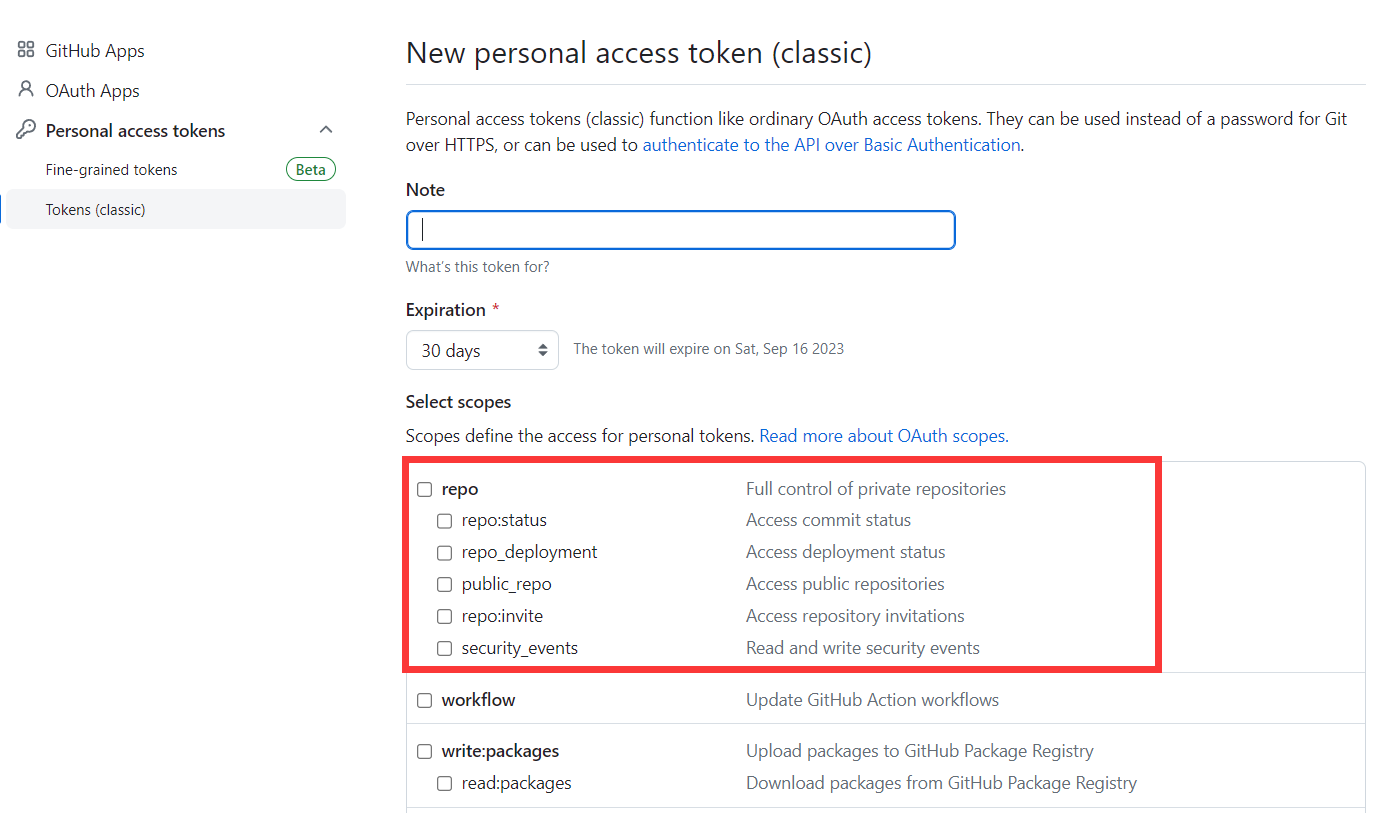 GitHub Apps
OAuth Apps
Personal access tokens
Fine-grained tokens Beta
Tokens (classic)
New personal access token (classic)
Personal access tokens (classic) function like ordinary OAuth access tokens. They can be used instead of a password for Git
over HTTPS, or can be used to authenticate to the API over Basic Authentication.
Note
What's this token for?
Expiration *
30 days The token will expire on Sat, Sep 16 2023
Select scopes
Scopes define the access for personal tokens. Read more about OAuth scopes.
repo Full control of private repositories
repo:status Access commit status
repo_deployment Access deployment status
public_repo Access public repositories
repo:invite Access repository invitations
security_events Read and write security events
workflow Update GitHub Action workflows
write:packages Upload packages to GitHub Package Registry
read:packages Download packages from GitHub Package Registry